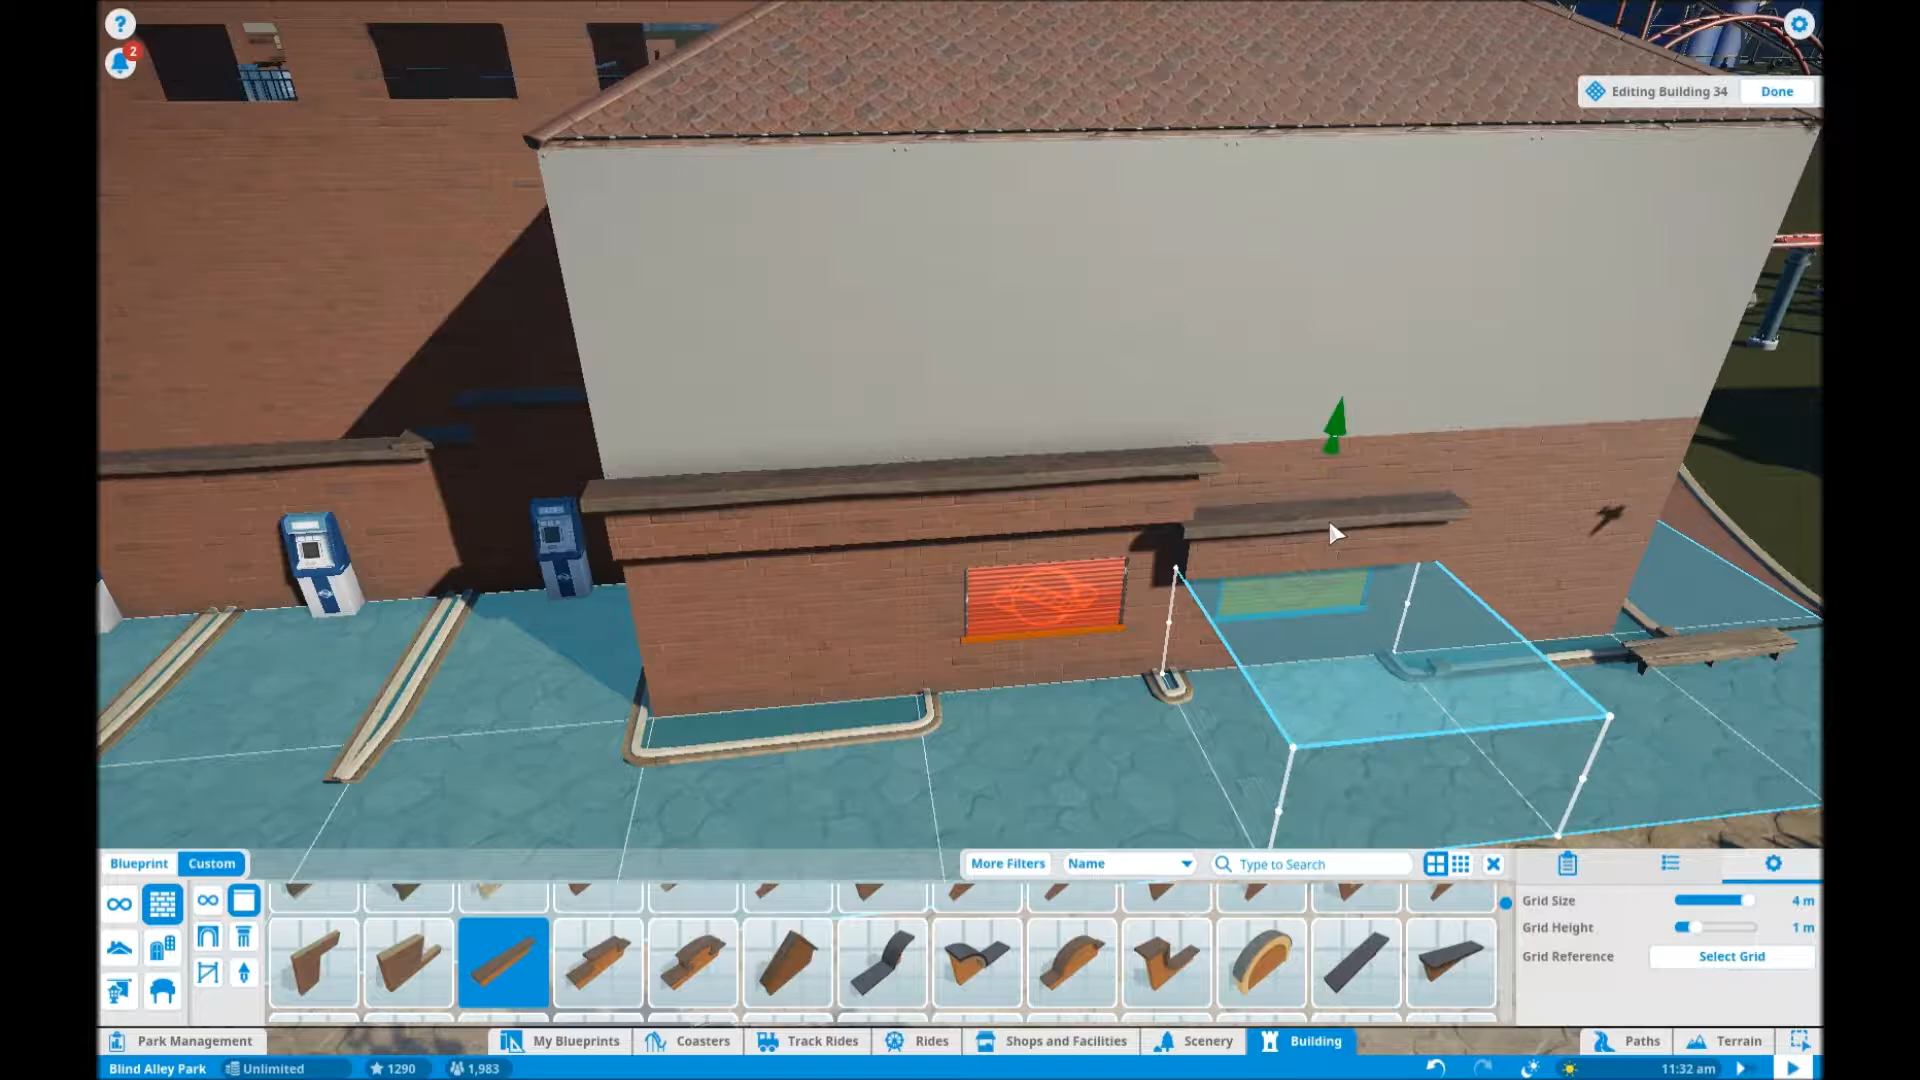 ?
2
Editing Building 34
Done
Blueprint
Custom
More Filters
Name
Type to Search
Grid Size
4 m
Grid Height
1 m
Grid Reference
Select Grid
Park Management
My Blueprints
Coasters
Track Rides
Rides
Shops and Facilities
Scenery
Building
Paths
Terrain
Blind Alley Park
Unlimited
1290
1,983
11:32 am